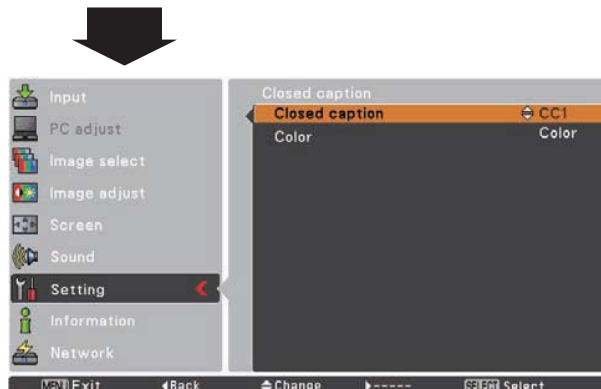 Input
PC adjust
Image select
Image adjust
Screen
Sound
Setting
Information
Network
Closed caption
Closed caption CC1
Color Color
MENU Exit Back Change ----- SELECT Select